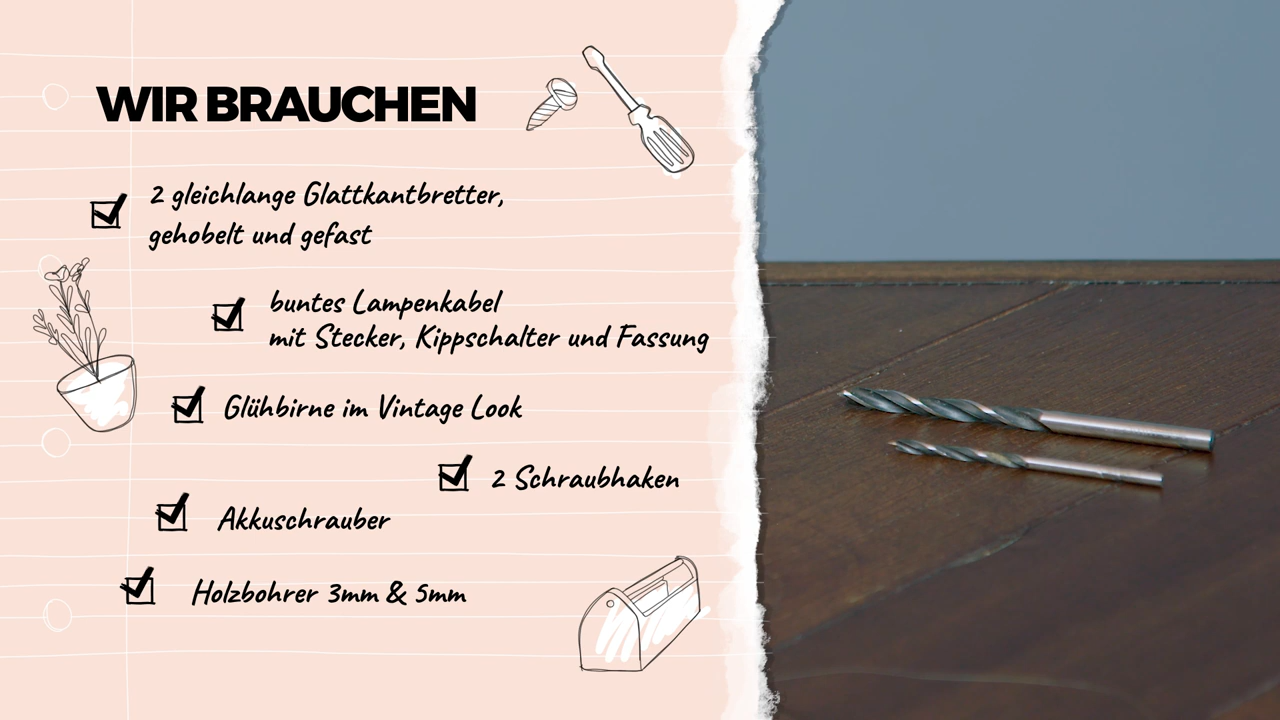 WIR BRAUCHEN
2 gleichlange Glattkantbretter,
gehobelt und gefast
buntes Lampenkabel
mit Stecker, Kippschalter und Fassung
Glühbirne im Vintage Look
2 Schraubhaken
Akkuschrauber
Holzbohrer 3mm & 5mm